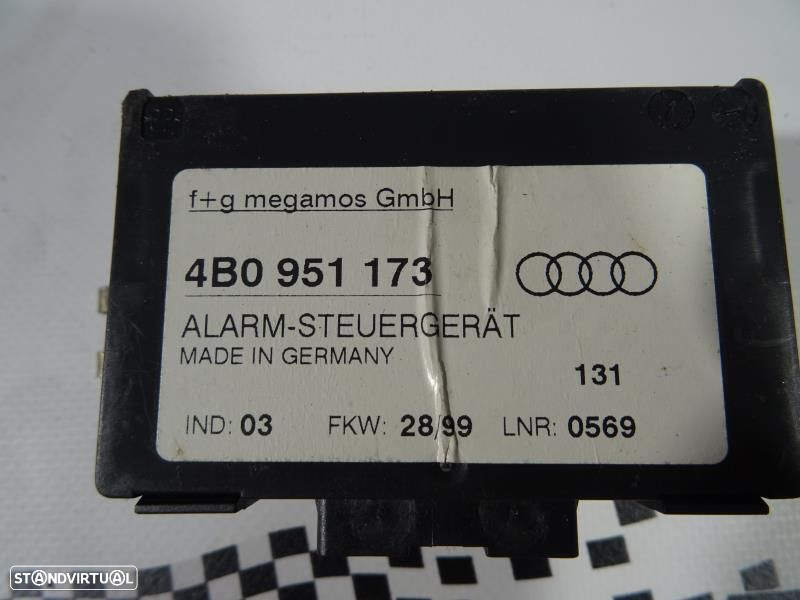 f+g megamos GmbH
4B0 951 173
ALARM-STEUERGERÄT
MADE IN GERMANY
131
IND: 03 FKW: 28/99 LNR: 0569
STANDVIRTUAL